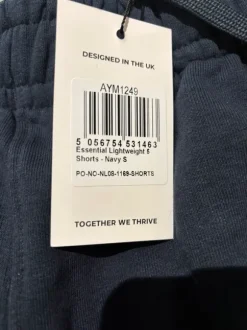 DESIGNED IN THE UK
AYM1249
5 056754 531463
Essential Lightweight 5
Shorts - Navy S
PO-NO-NL08-1169-SHORTS
TOGETHER WE THRIVE